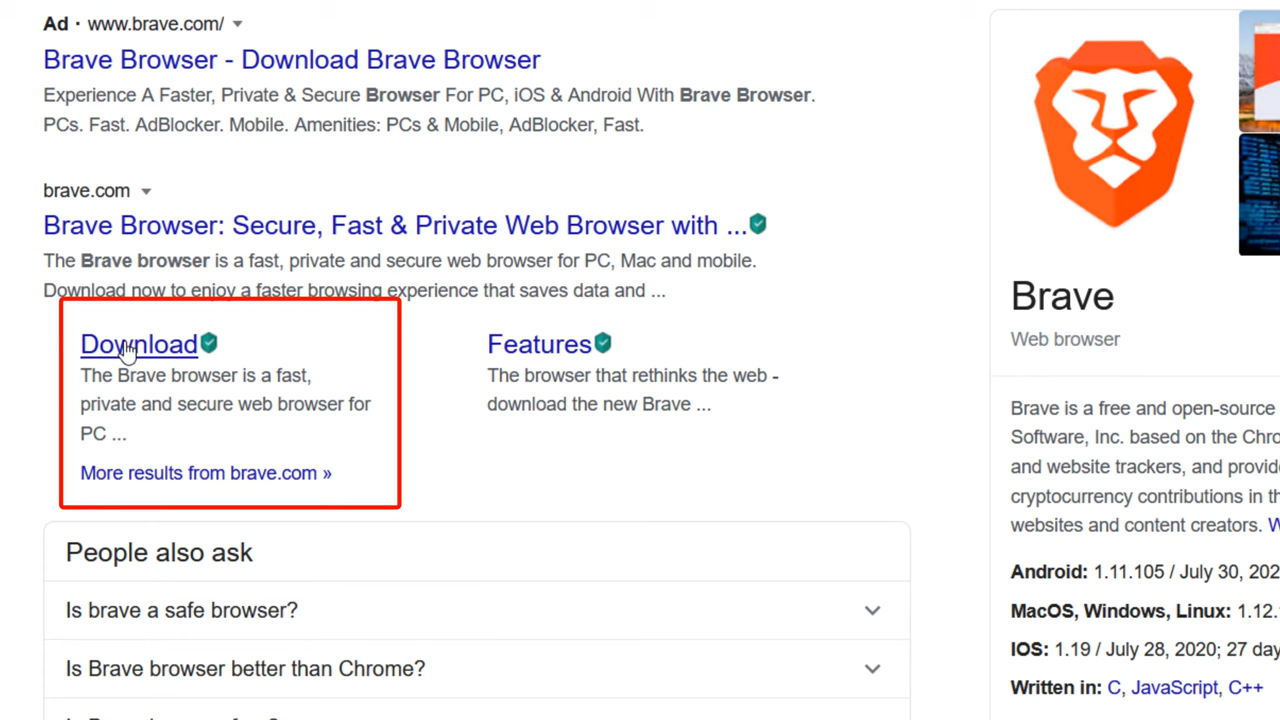 Ad · www.brave.com/
Brave Browser - Download Brave Browser
Experience A Faster, Private & Secure Browser For PC, iOS & Android With Brave Browser.
PCs. Fast. AdBlocker. Mobile. Amenities: PCs & Mobile, AdBlocker, Fast.
brave.com
Brave Browser: Secure, Fast & Private Web Browser with ...
The Brave browser is a fast, private and secure web browser for PC, Mac and mobile.
Download now to enjoy a faster browsing experience that saves data and ...
Download
The Brave browser is a fast,
private and secure web browser for
PC ...
More results from brave.com »
Features
The browser that rethinks the web -
download the new Brave ...
People also ask
Is brave a safe browser?
Is Brave browser better than Chrome?
Brave
Web browser
Brave is a free and open-source
Software, Inc. based on the Chro
and website trackers, and provide
cryptocurrency contributions in th
websites and content creators. W
Android: 1.11.105 / July 30, 202
MacOS, Windows, Linux: 1.12.
IOS: 1.19 / July 28, 2020; 27 day
Written in: C, JavaScript, C++